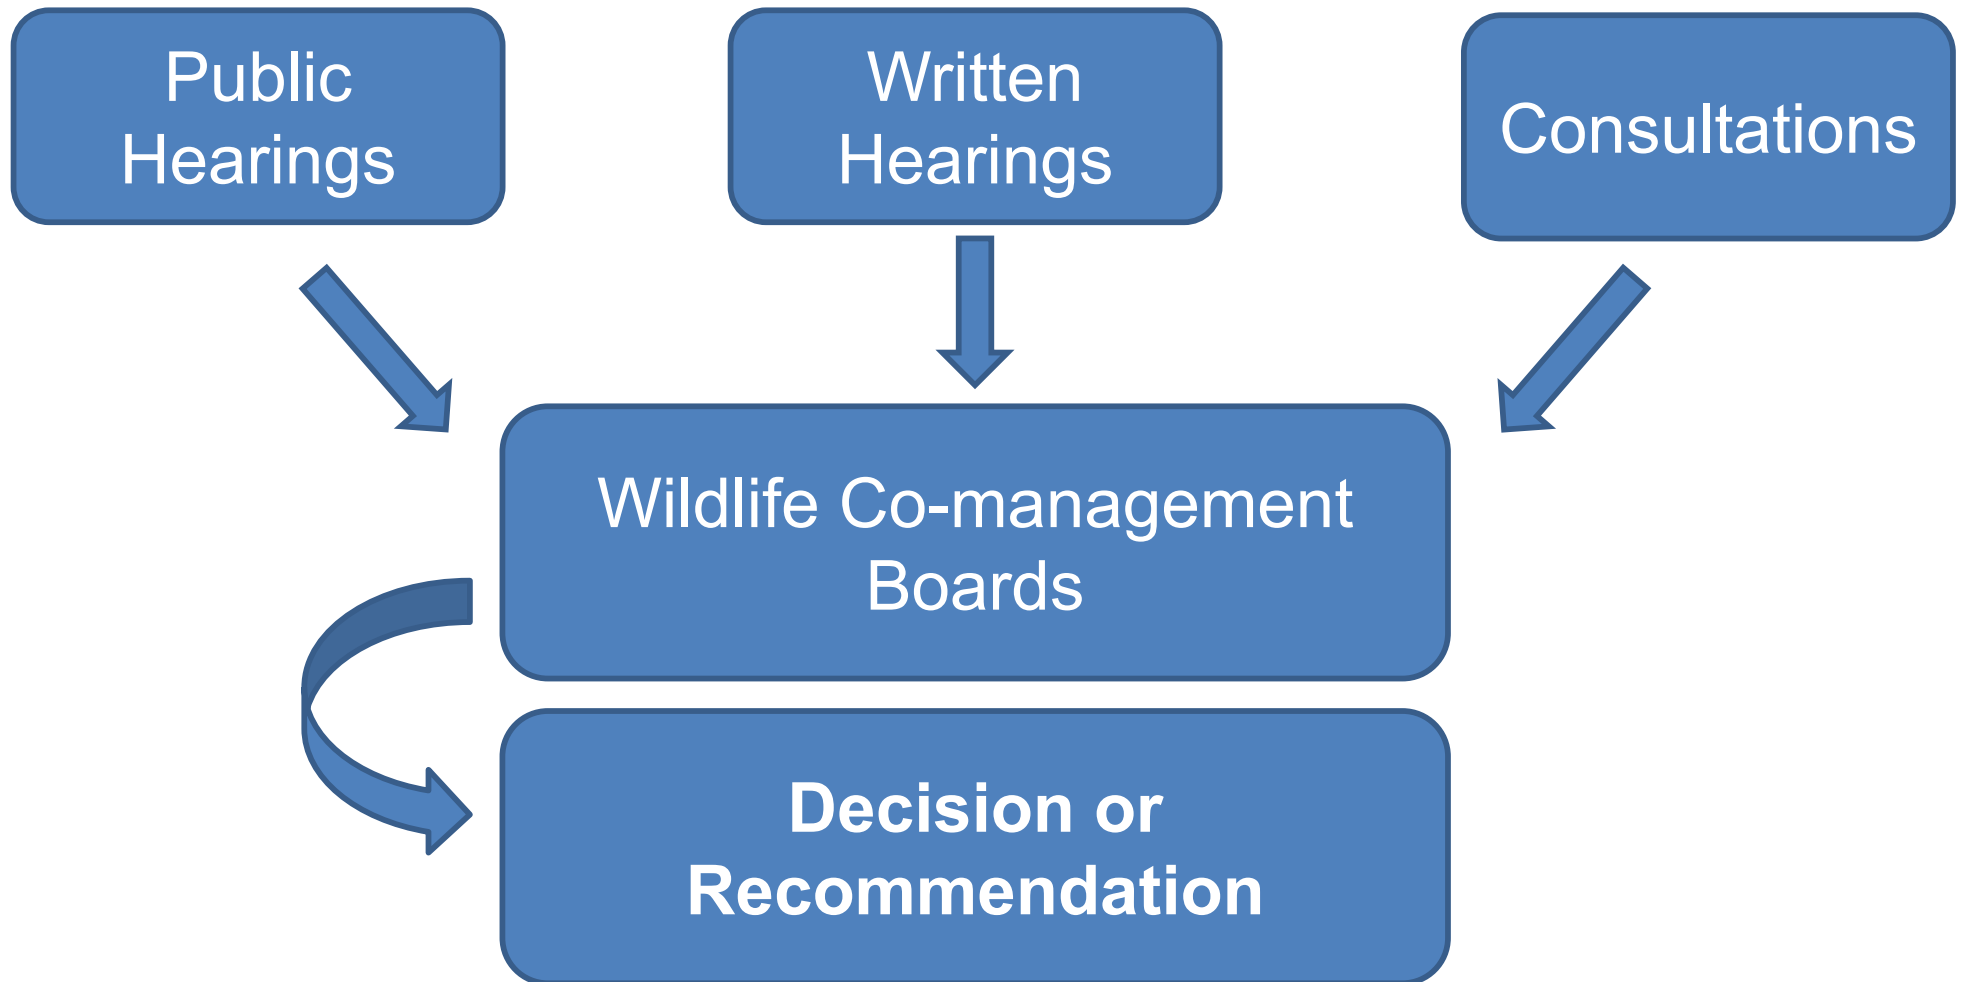 Public
Hearings
Written
Hearings
Consultations
Wildlife Co-management
Boards
Decision or
Recommendation